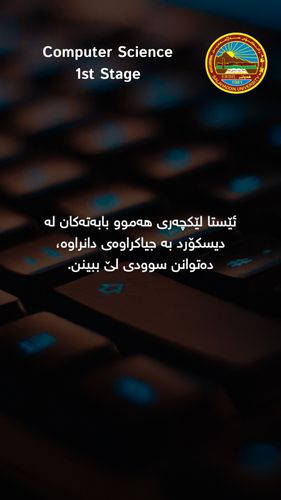 Computer Science
1st Stage
ئێستا لێکچەری هەموو بابەتەکان لە
دیسکۆرد بە جیاکراوەی دانراوە،
دەتوانن سوودی لێ ببینن.